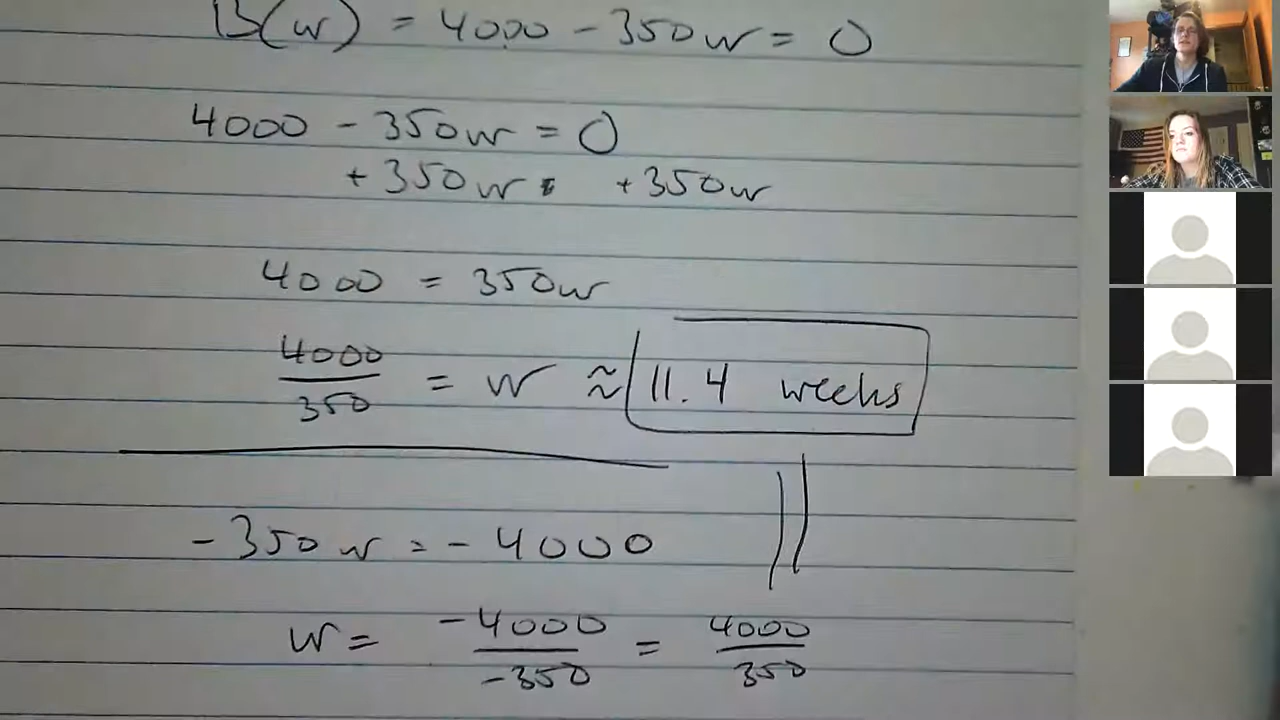 B(w) = 4000 - 350w = 0
4000 - 350w = 0
+350w = +350w
4000 = 350w
4000/350 = w ≈ 11.4 weeks
-350w = -4000
w = -4000/-350 = 4000/350